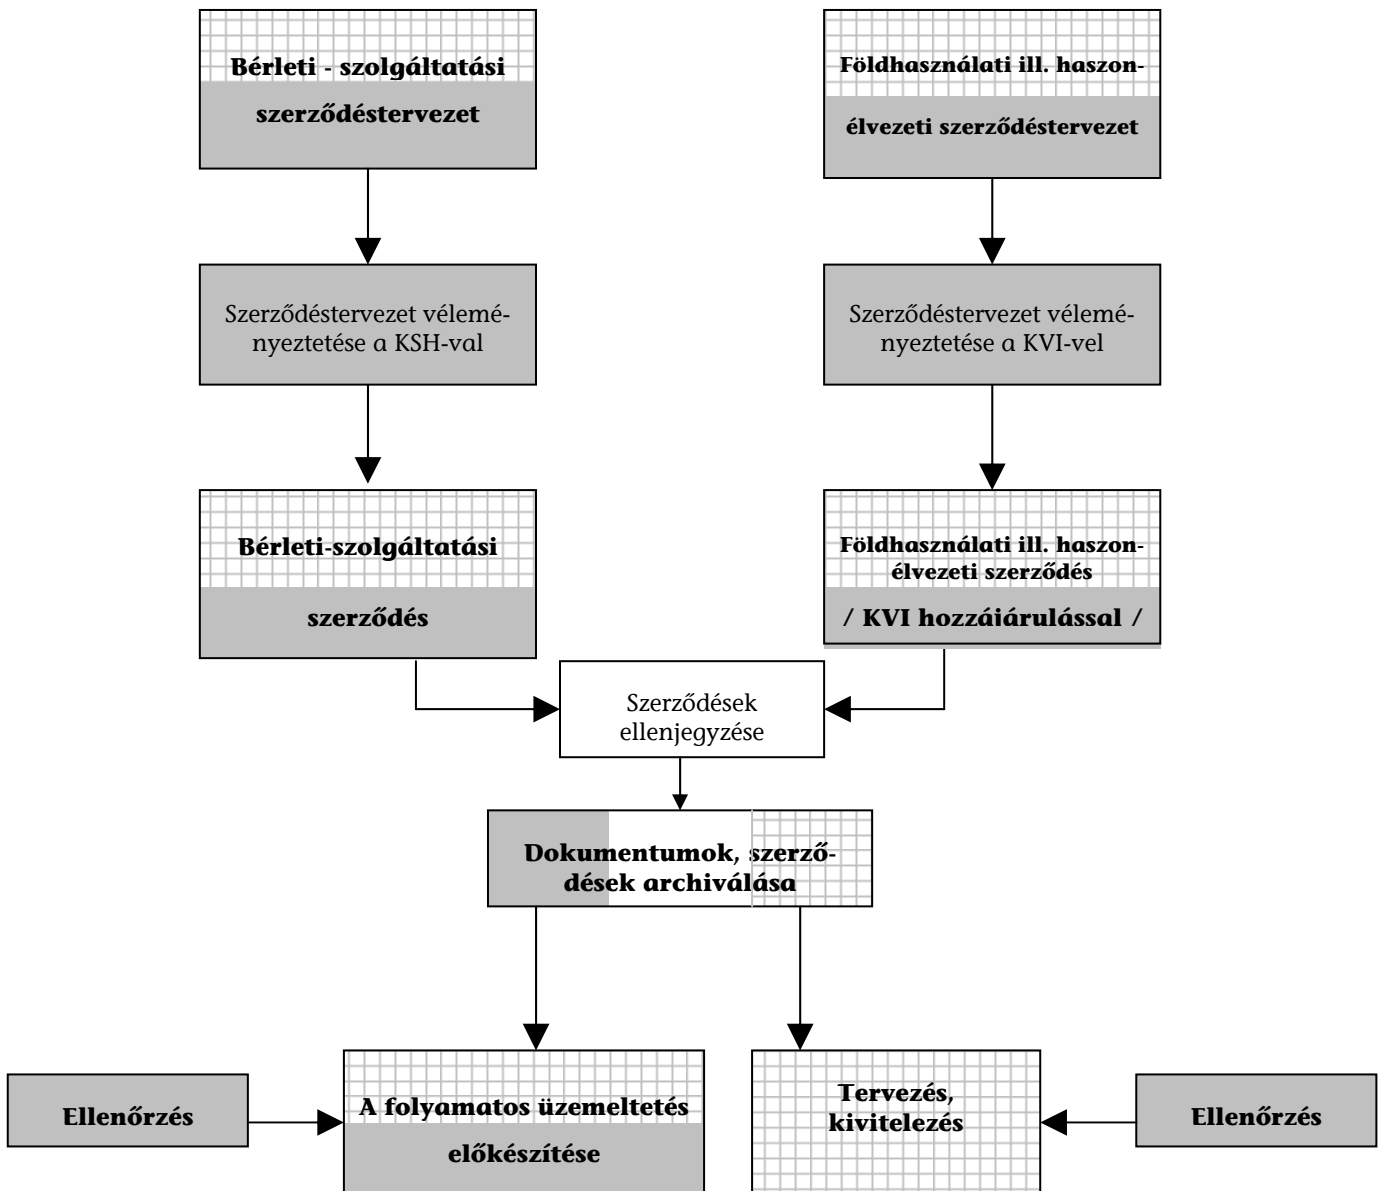 Bérleti - szolgáltatási
szerződéstervezet
Földhasználati ill. haszon-
élvezeti szerződéstervezet
Szerződéstervezet vélemé-
nyeztetése a KSH-val
Szerződéstervezet vélemé-
nyeztetése a KVI-vel
Bérleti-szolgáltatási
szerződés
Földhasználati ill. haszon-
élvezeti szerződés
/ KVI hozzájárulással /
Szerződések
ellenjegyzése
Dokumentumok, szerző-
dések archiválása
Ellenőrzés
A folyamatos üzemeltetés
előkészítése
Tervezés,
kivitelezés
Ellenőrzés